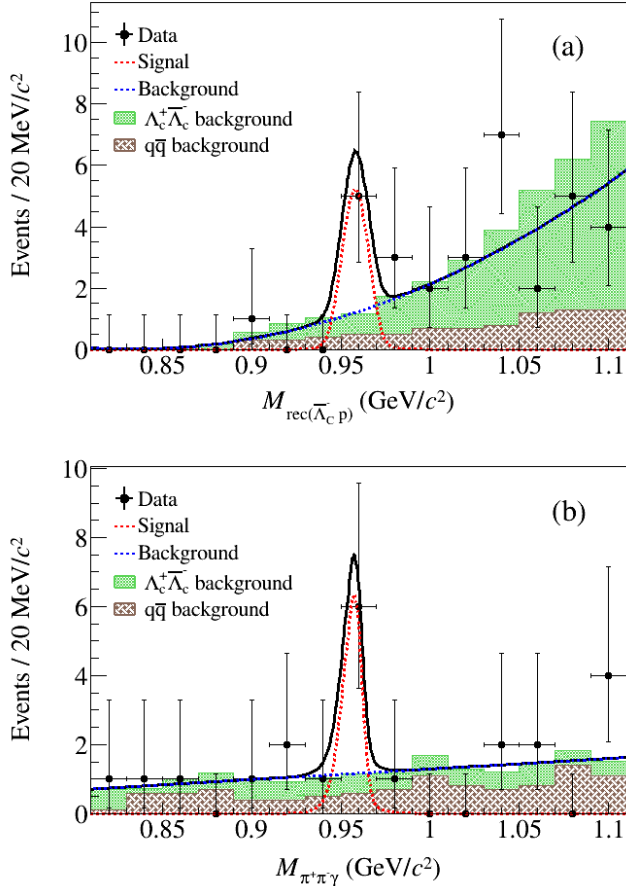 10
8
6
4
2
0
Events / 20 MeV/c²
Data
Signal
Background
Λc⁺Λ̄c⁻ background
qq̄ background
(a)
0.85 0.9 0.95 1 1.05 1.1
M rec(Λ̄c⁻ p) (GeV/c²)
10
8
6
4
2
0
Events / 20 MeV/c²
Data
Signal
Background
Λc⁺Λ̄c⁻ background
qq̄ background
(b)
0.85 0.9 0.95 1 1.05 1.1
M π⁺π⁻γ (GeV/c²)